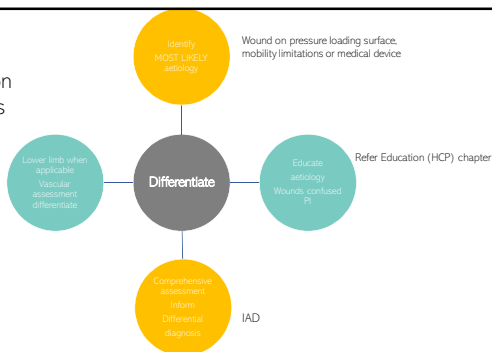 Identify
MOST LIKELY
aetiology
Wound on pressure loading surface,
mobility limitations or medical device
on
s
Lower limb when
applicable
Vascular
assessment
differentiate
Differentiate
Educate
aetiology
Wounds confused
PI
Refer Education (HCP) chapter
Comprehensive
assessment
Inform
Differential
diagnosis
IAD